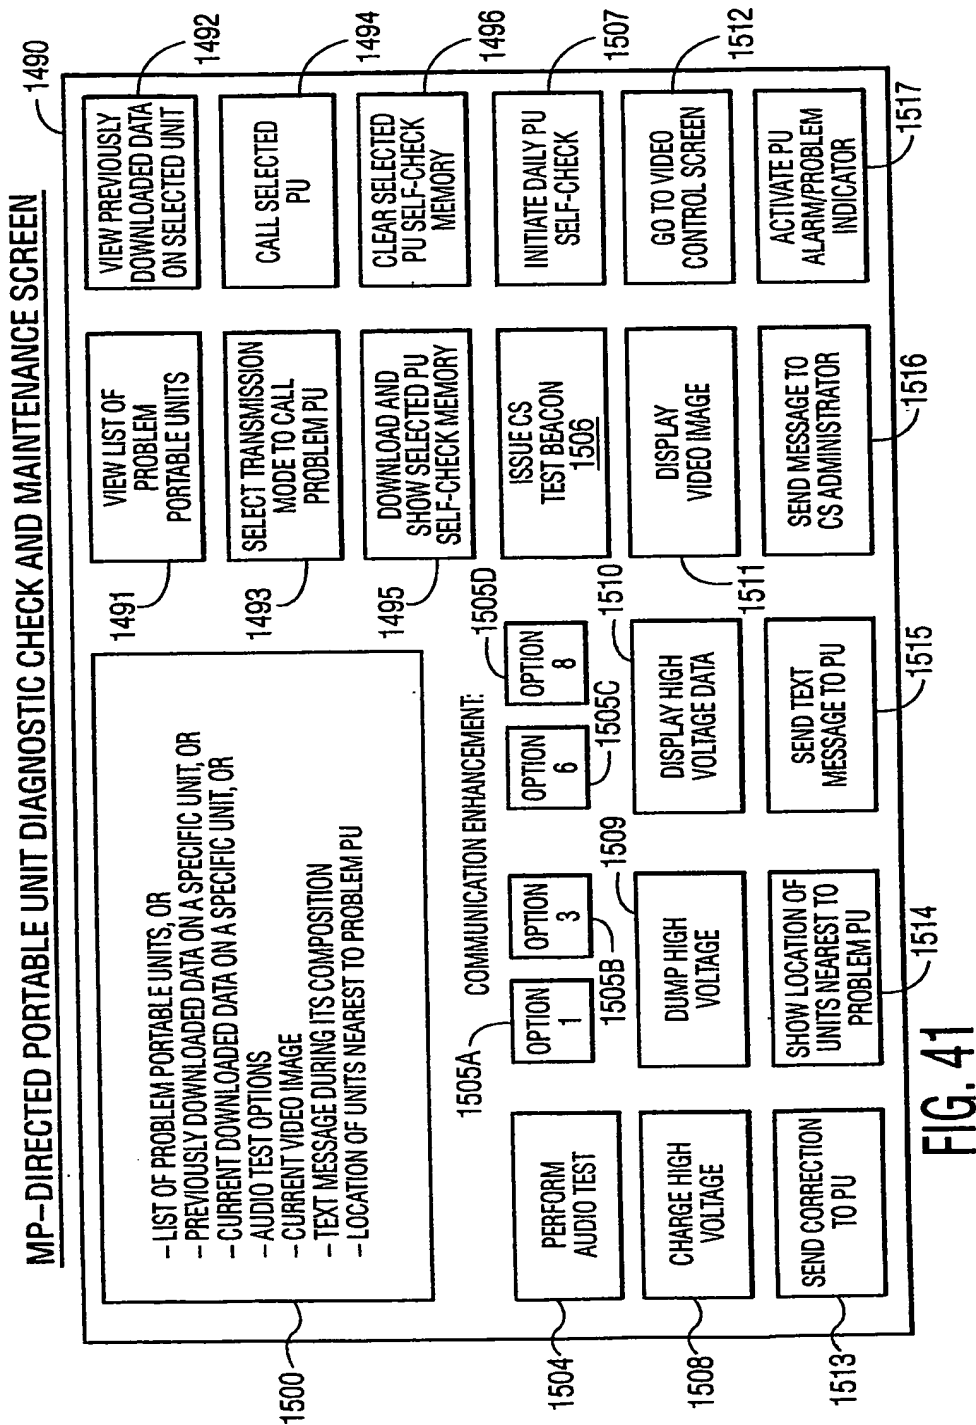 MP–DIRECTED PORTABLE UNIT DIAGNOSTIC CHECK AND MAINTENANCE SCREEN
1490
– LIST OF PROBLEM PORTABLE UNITS, OR
– PREVIOUSLY DOWNLOADED DATA ON A SPECIFIC UNIT, OR
– CURRENT DOWNLOADED DATA ON A SPECIFIC UNIT, OR
– AUDIO TEST OPTIONS
– CURRENT VIDEO IMAGE
– TEXT MESSAGE DURING ITS COMPOSITION
– LOCATION OF UNITS NEAREST TO PROBLEM PU
1500
VIEW LIST OF
PROBLEM
PORTABLE UNITS
1491
VIEW PREVIOUSLY
DOWNLOADED DATA
ON SELECTED UNIT
1492
SELECT TRANSMISSION
MODE TO CALL
PROBLEM PU
1493
CALL SELECTED
PU
1494
DOWNLOAD AND
SHOW SELECTED PU
SELF-CHECK MEMORY
1495
CLEAR SELECTED
PU SELF-CHECK
MEMORY
1496
PERFORM
AUDIO TEST
1504
COMMUNICATION ENHANCEMENT:
1505A
OPTION
1
OPTION
3
1505B
OPTION
6
1505C
OPTION
8
1505D
ISSUE CS
TEST BEACON
1506
INITIATE DAILY PU
SELF-CHECK
1507
CHARGE HIGH
VOLTAGE
1508
DUMP HIGH
VOLTAGE
1509
DISPLAY HIGH
VOLTAGE DATA
1510
DISPLAY
VIDEO IMAGE
1511
GO TO VIDEO
CONTROL SCREEN
1512
SEND CORRECTION
TO PU
1513
SHOW LOCATION OF
UNITS NEAREST TO
PROBLEM PU
1514
SEND TEXT
MESSAGE TO PU
1515
SEND MESSAGE TO
CS ADMINISTRATOR
1516
ACTIVATE PU
ALARM/PROBLEM
INDICATOR
1517
FIG. 41